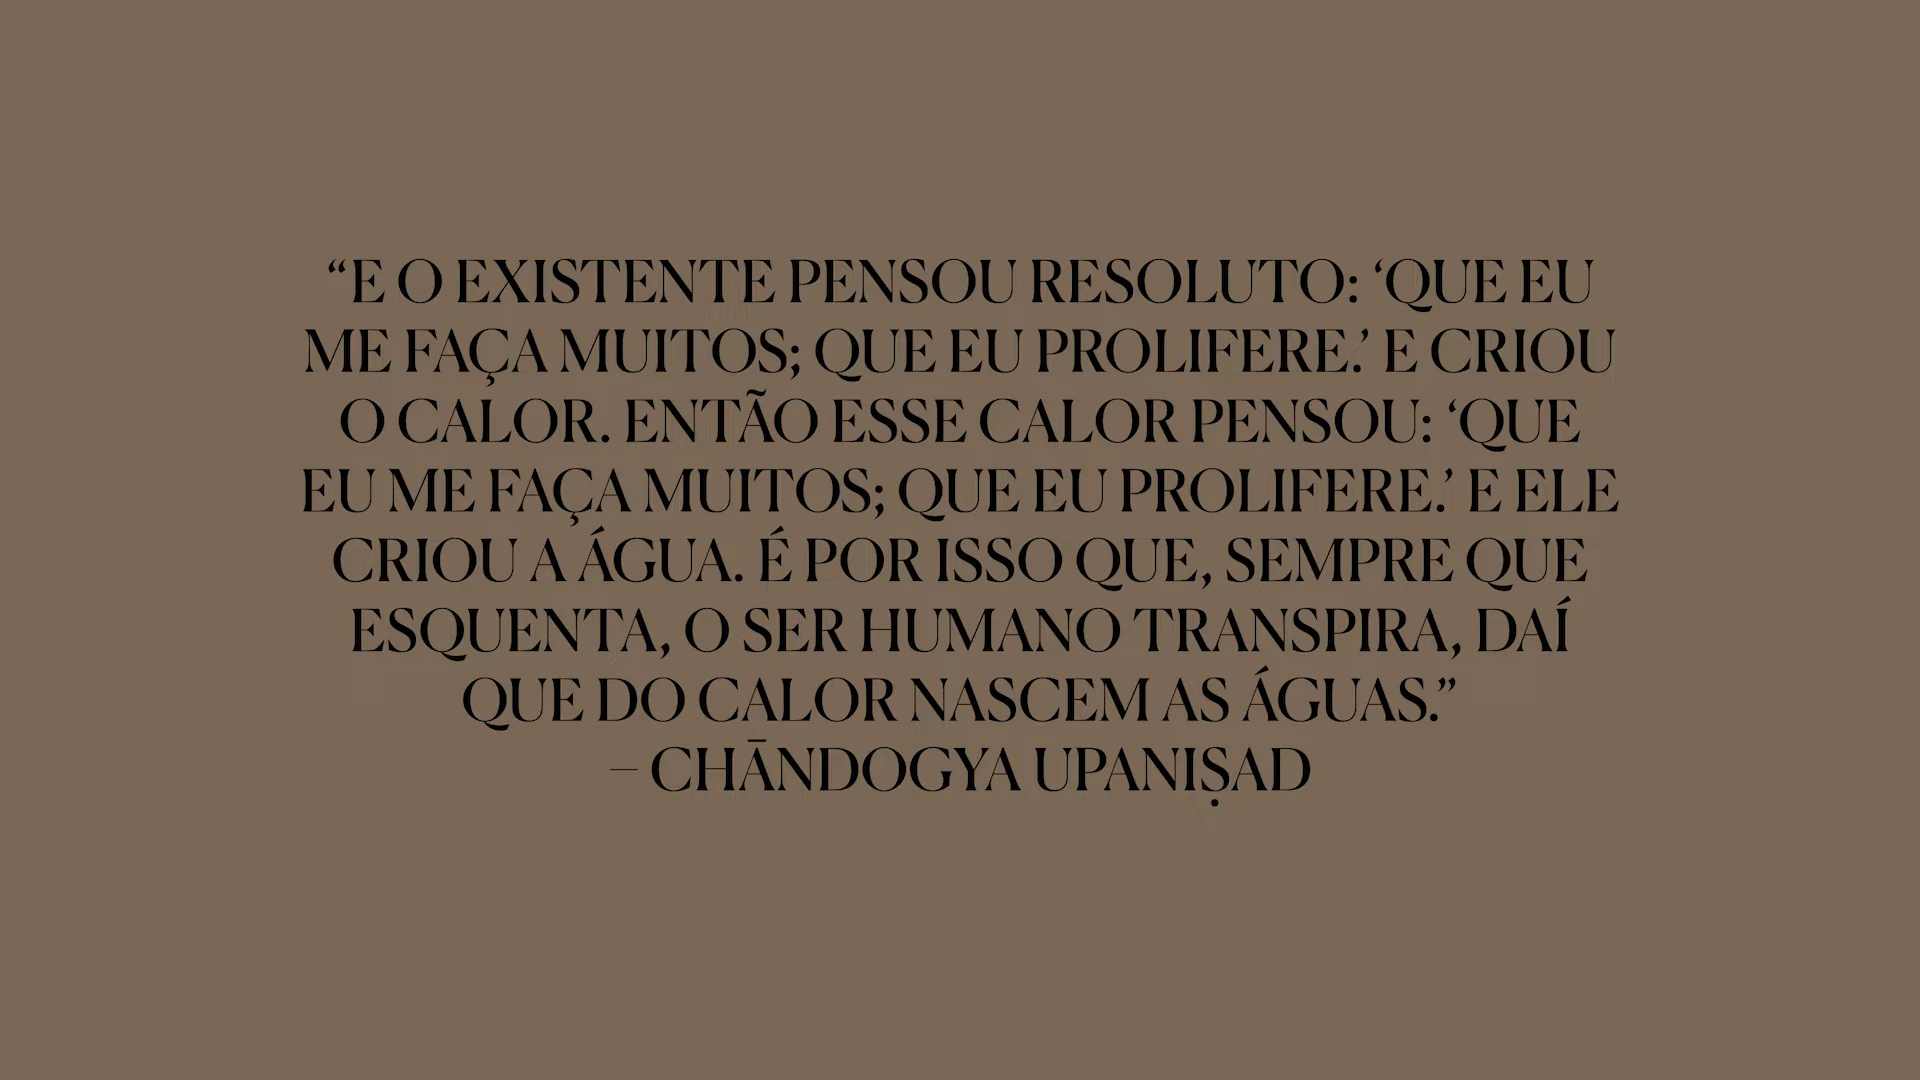 “E O EXISTENTE PENSOU RESOLUTO: ‘QUE EU
ME FAÇA MUITOS; QUE EU PROLIFERE.’ E CRIOU
O CALOR. ENTÃO ESSE CALOR PENSOU: ‘QUE
EU ME FAÇA MUITOS; QUE EU PROLIFERE.’ E ELE
CRIOU A ÁGUA. É POR ISSO QUE, SEMPRE QUE
ESQUENTA, O SER HUMANO TRANSPIRA, DAÍ
QUE DO CALOR NASCEM AS ÁGUAS.”
– CHĀNDOGYA UPANIṢAD